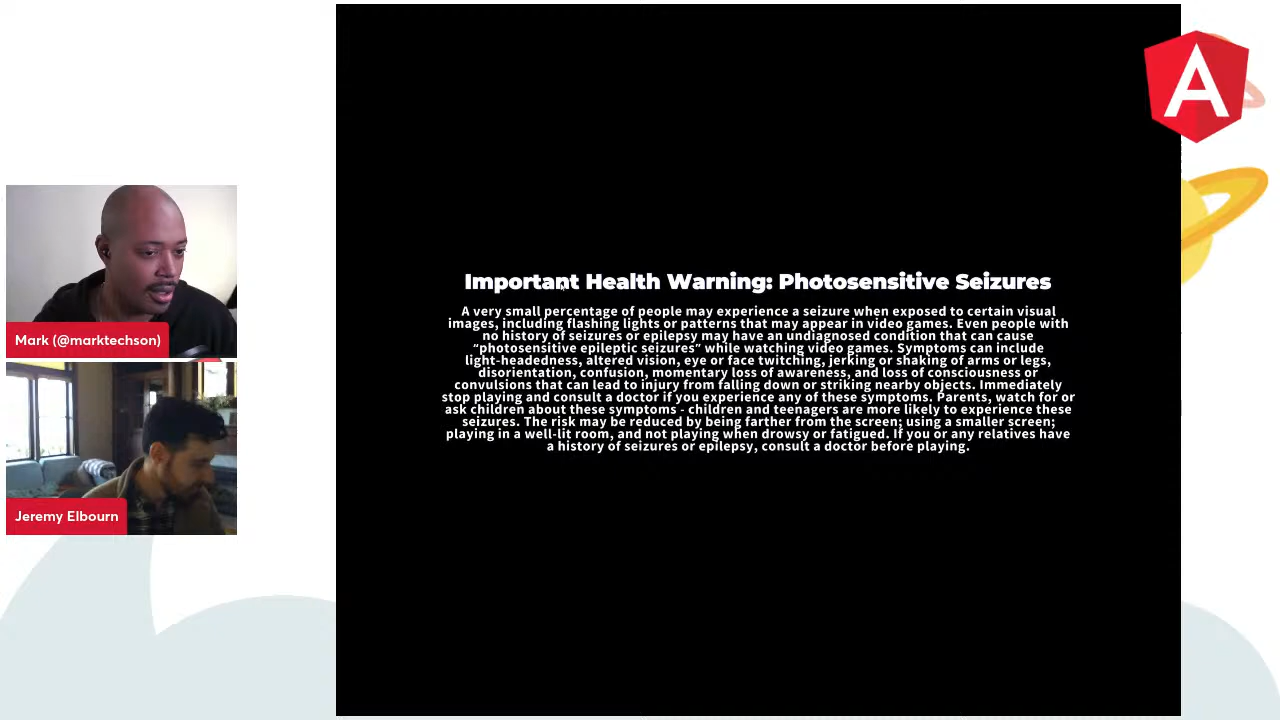 Important Health Warning: Photosensitive Seizures
A very small percentage of people may experience a seizure when exposed to certain visual
images, including flashing lights or patterns that may appear in video games. Even people with
no history of seizures or epilepsy may have an undiagnosed condition that can cause
"photosensitive epileptic seizures" while watching video games. Symptoms can include
light-headedness, altered vision, eye or face twitching, jerking or shaking of arms or legs,
disorientation, confusion, momentary loss of awareness, and loss of consciousness or
convulsions that can lead to injury from falling down or striking nearby objects. Immediately
stop playing and consult a doctor if you experience any of these symptoms. Parents, watch for or
ask children about these symptoms - children and teenagers are more likely to experience these
seizures. The risk may be reduced by being farther from the screen; using a smaller screen;
playing in a well-lit room, and not playing when drowsy or fatigued. If you or any relatives have
a history of seizures or epilepsy, consult a doctor before playing.
Mark (@marktechson)
Jeremy Elbourn
A